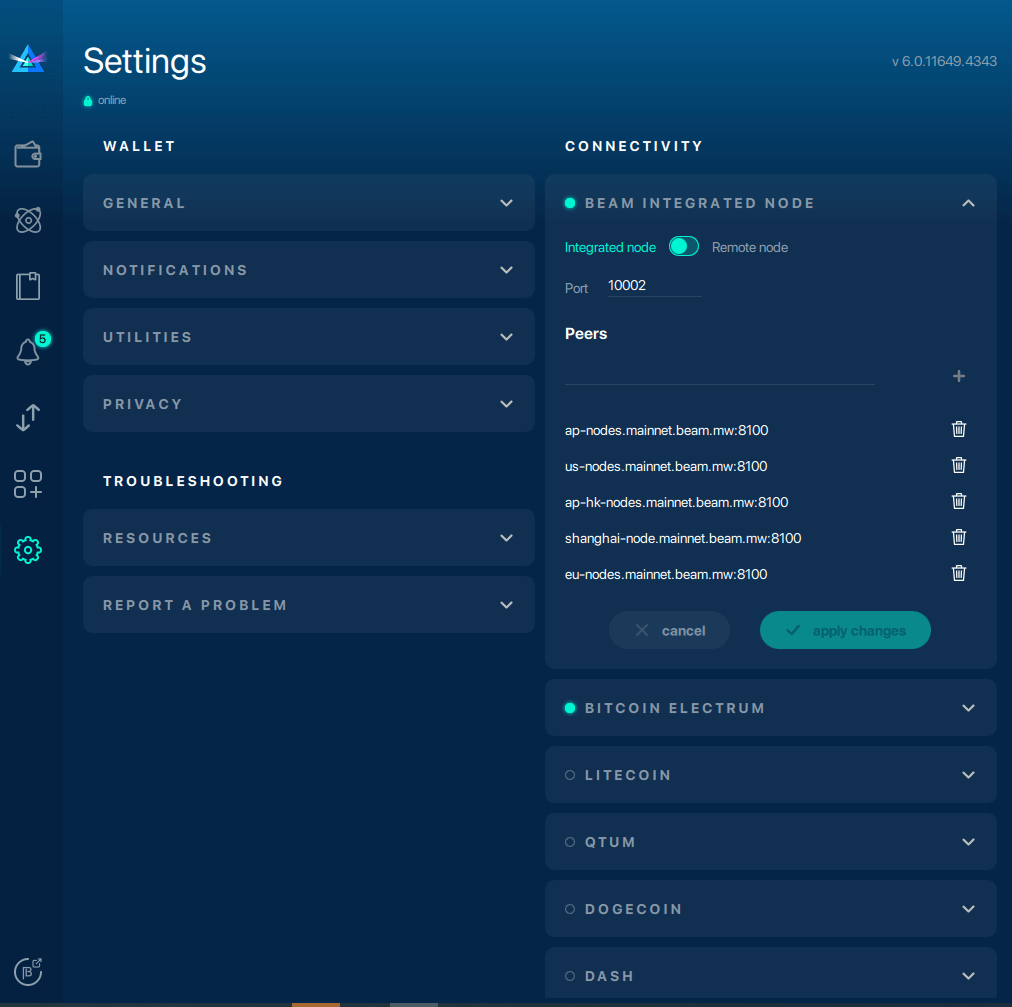 Settings
v 6.0.11649.4343
online
WALLET
GENERAL
NOTIFICATIONS
UTILITIES
PRIVACY
TROUBLESHOOTING
RESOURCES
REPORT A PROBLEM
CONNECTIVITY
BEAM INTEGRATED NODE
Integrated node Remote node
Port 10002
Peers
ap-nodes.mainnet.beam.mw:8100
us-nodes.mainnet.beam.mw:8100
ap-hk-nodes.mainnet.beam.mw:8100
shanghai-node.mainnet.beam.mw:8100
eu-nodes.mainnet.beam.mw:8100
cancel apply changes
BITCOIN ELECTRUM
LITECOIN
QTUM
DOGECOIN
DASH
5
B